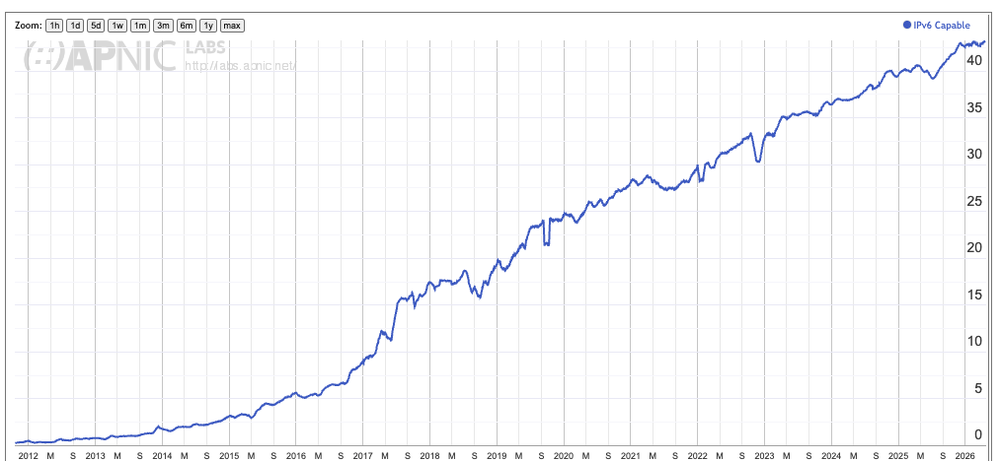 Zoom: 1h 1d 5d 1w 1m 3m 6m 1y max
IPv6 Capable
(::)APNIC LABS
http://labs.apnic.net/
40
35
30
25
20
15
10
5
0
2012 M S 2013 M S 2014 M S 2015 M S 2016 M S 2017 M S 2018 M S 2019 M S 2020 M S 2021 M S 2022 M S 2023 M S 2024 M S 2025 M S 2026